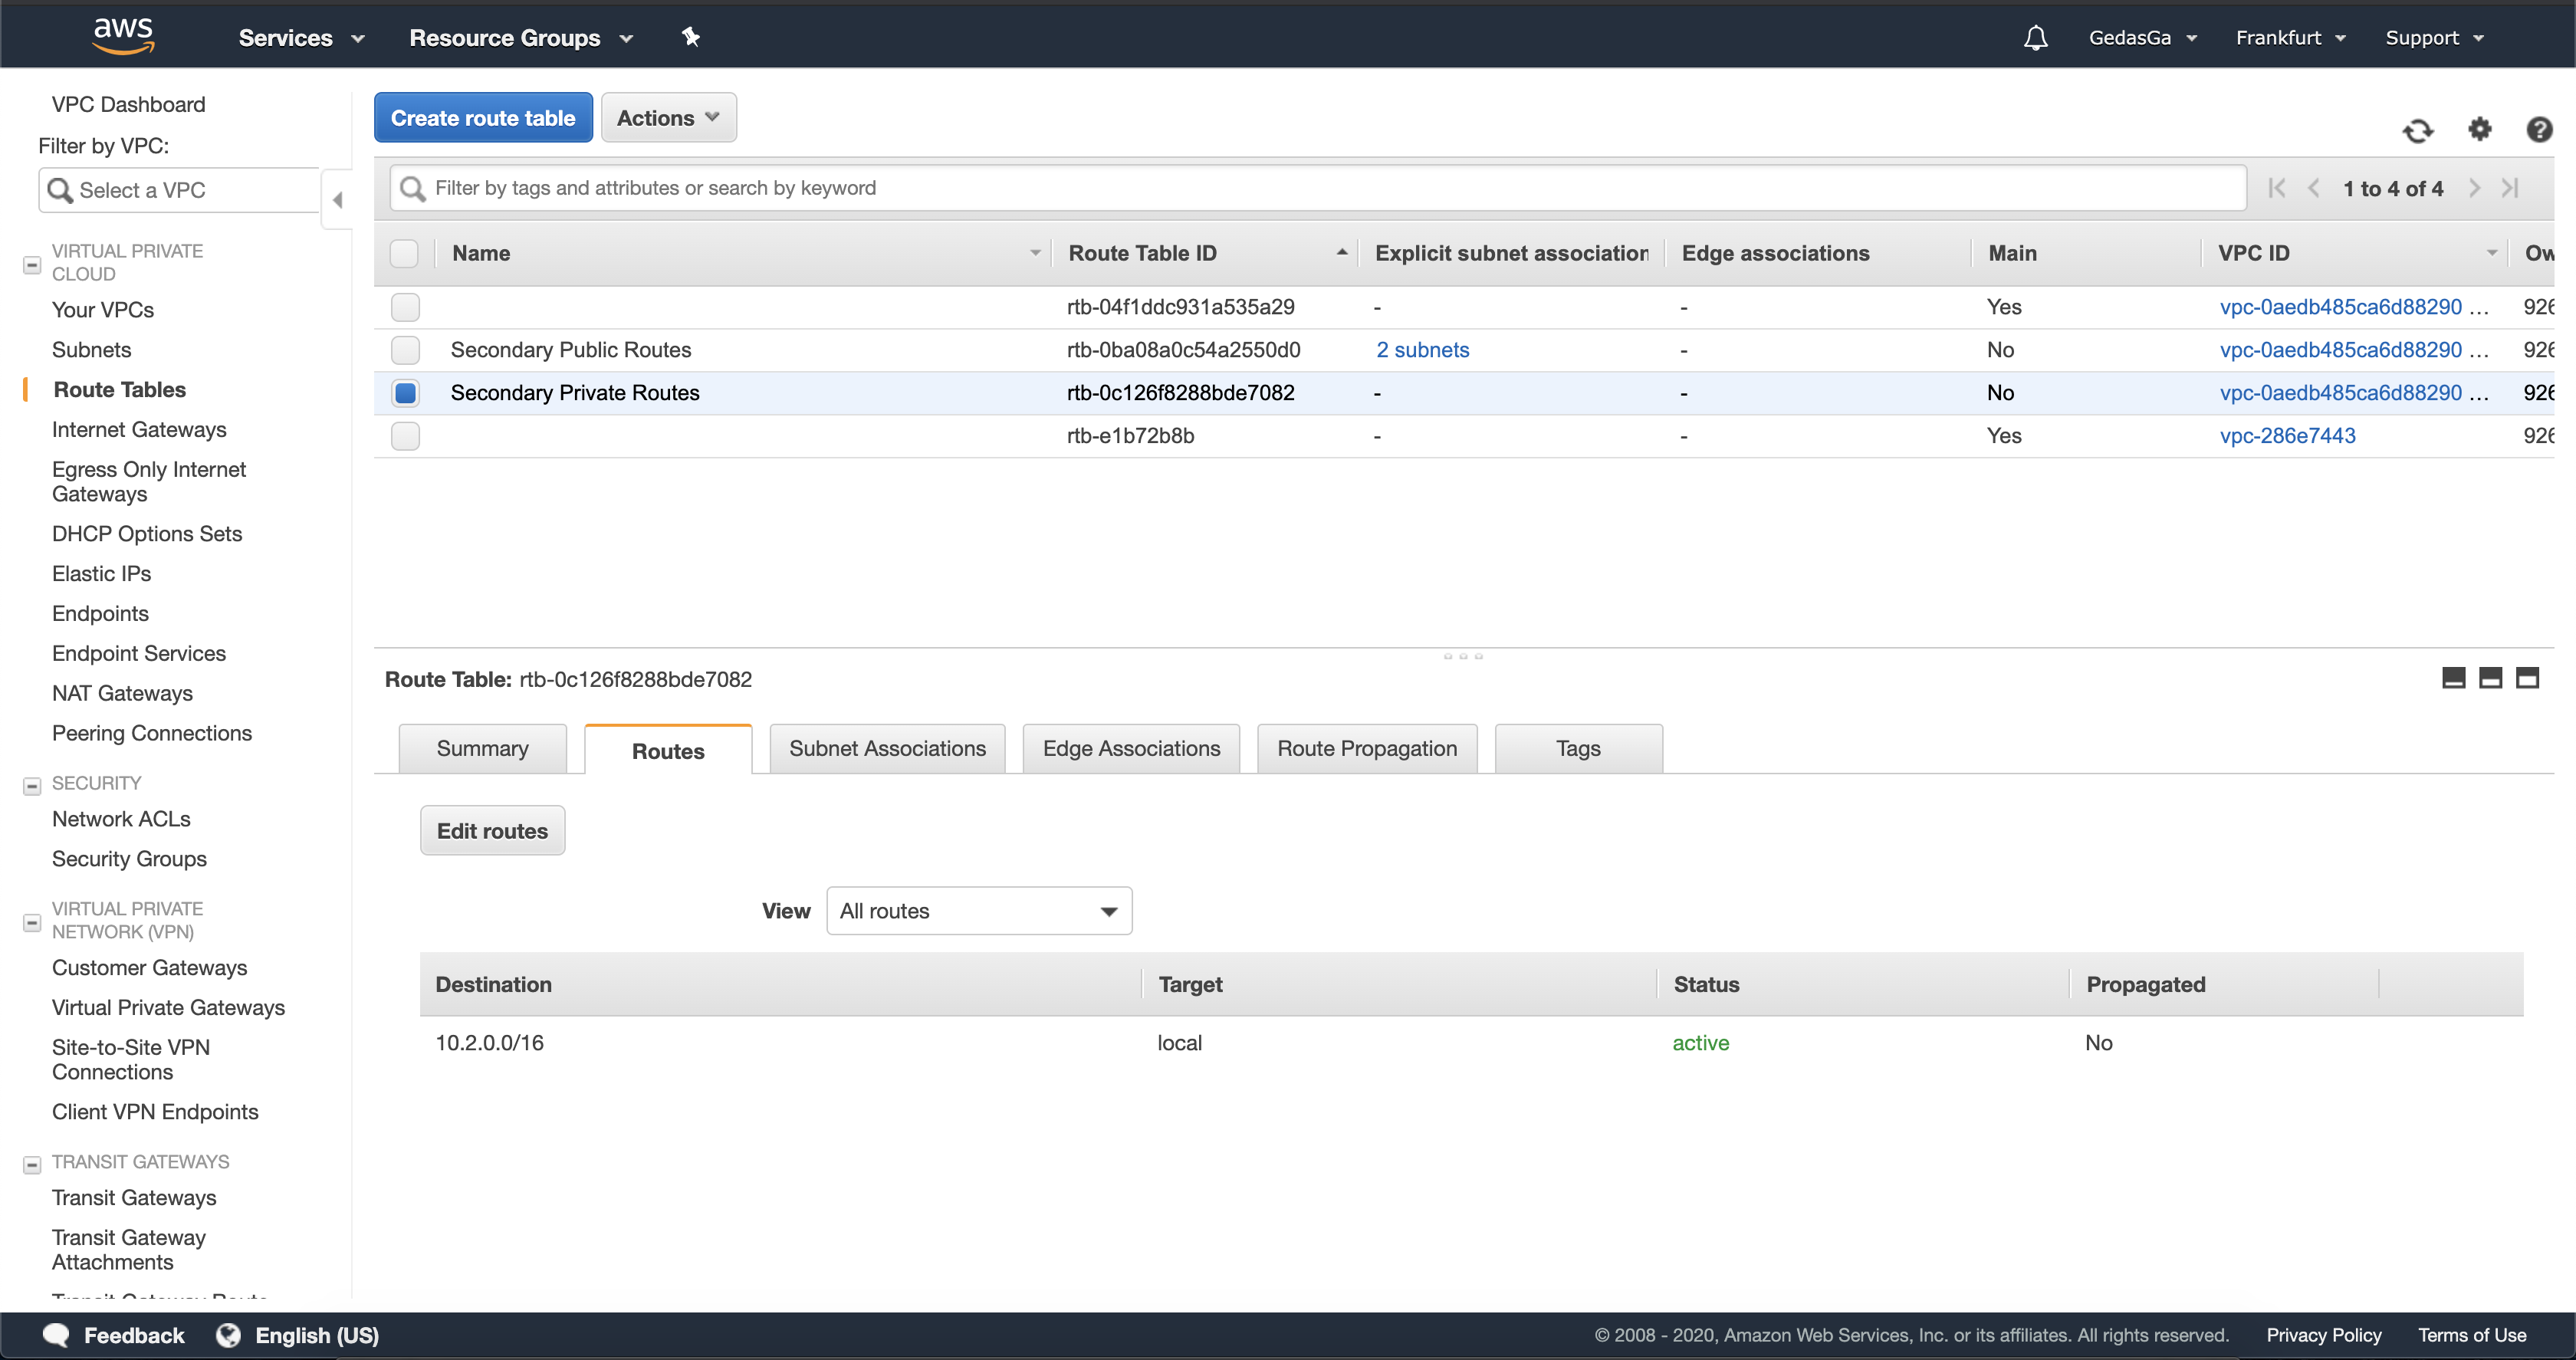 aws Services Resource Groups GedasGa Frankfurt Support
VPC Dashboard
Filter by VPC:
Select a VPC
VIRTUAL PRIVATE
CLOUD
Your VPCs
Subnets
Route Tables
Internet Gateways
Egress Only Internet
Gateways
DHCP Options Sets
Elastic IPs
Endpoints
Endpoint Services
NAT Gateways
Peering Connections
SECURITY
Network ACLs
Security Groups
VIRTUAL PRIVATE
NETWORK (VPN)
Customer Gateways
Virtual Private Gateways
Site-to-Site VPN
Connections
Client VPN Endpoints
TRANSIT GATEWAYS
Transit Gateways
Transit Gateway
Attachments
Transit Gateway Route
Create route table Actions
Filter by tags and attributes or search by keyword 1 to 4 of 4
Name Route Table ID Explicit subnet association Edge associations Main VPC ID Ow
rtb-04f1ddc931a535a29 - - Yes vpc-0aedb485ca6d88290 ... 926
Secondary Public Routes rtb-0ba08a0c54a2550d0 2 subnets - No vpc-0aedb485ca6d88290 ... 926
Secondary Private Routes rtb-0c126f8288bde7082 - - No vpc-0aedb485ca6d88290 ... 926
rtb-e1b72b8b - - Yes vpc-286e7443 926
Route Table: rtb-0c126f8288bde7082
Summary Routes Subnet Associations Edge Associations Route Propagation Tags
Edit routes
View All routes
Destination Target Status Propagated
10.2.0.0/16 local active No
Feedback English (US) © 2008 - 2020, Amazon Web Services, Inc. or its affiliates. All rights reserved. Privacy Policy Terms of Use